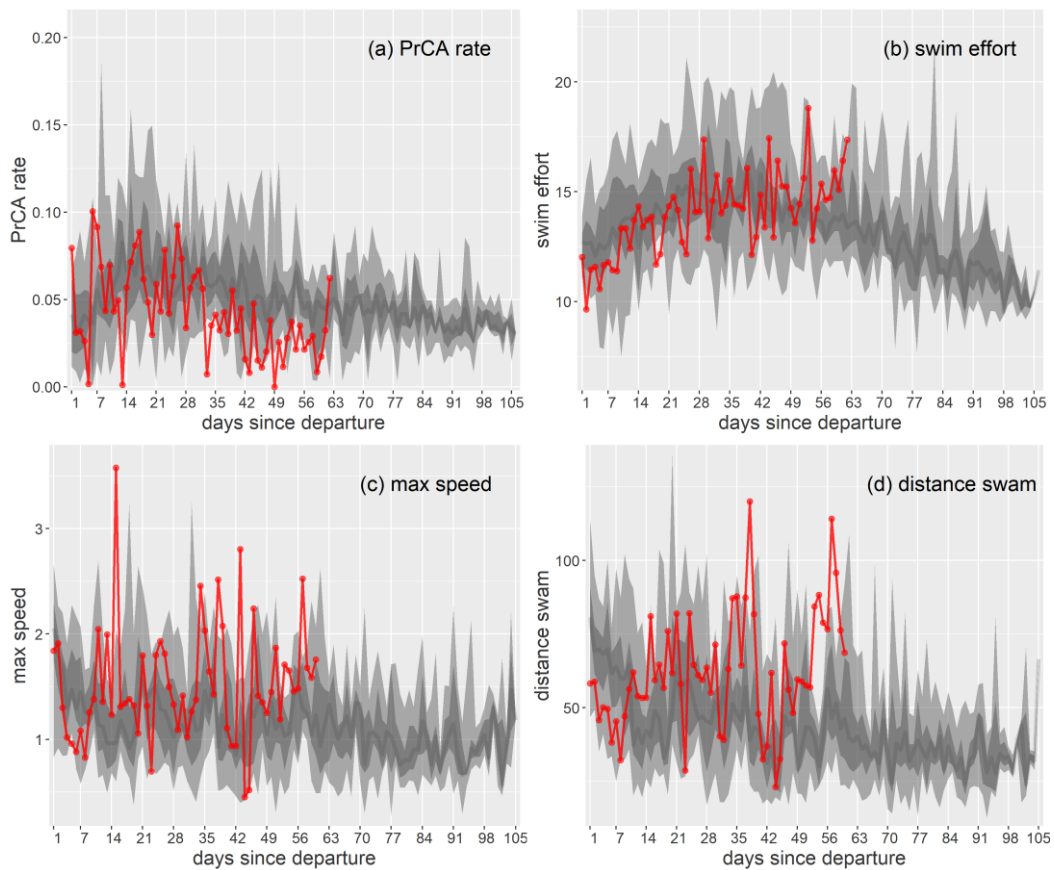 (a) PrCA rate
PrCA rate
0.20
0.15
0.10
0.05
0.00
1 7 14 21 28 35 42 49 56 63 70 77 84 91 98 105
days since departure
(b) swim effort
swim effort
20
15
10
1 7 14 21 28 35 42 49 56 63 70 77 84 91 98 105
days since departure
(c) max speed
max speed
3
2
1
1 7 14 21 28 35 42 49 56 63 70 77 84 91 98 105
days since departure
(d) distance swam
distance swam
100
50
1 7 14 21 28 35 42 49 56 63 70 77 84 91 98 105
days since departure